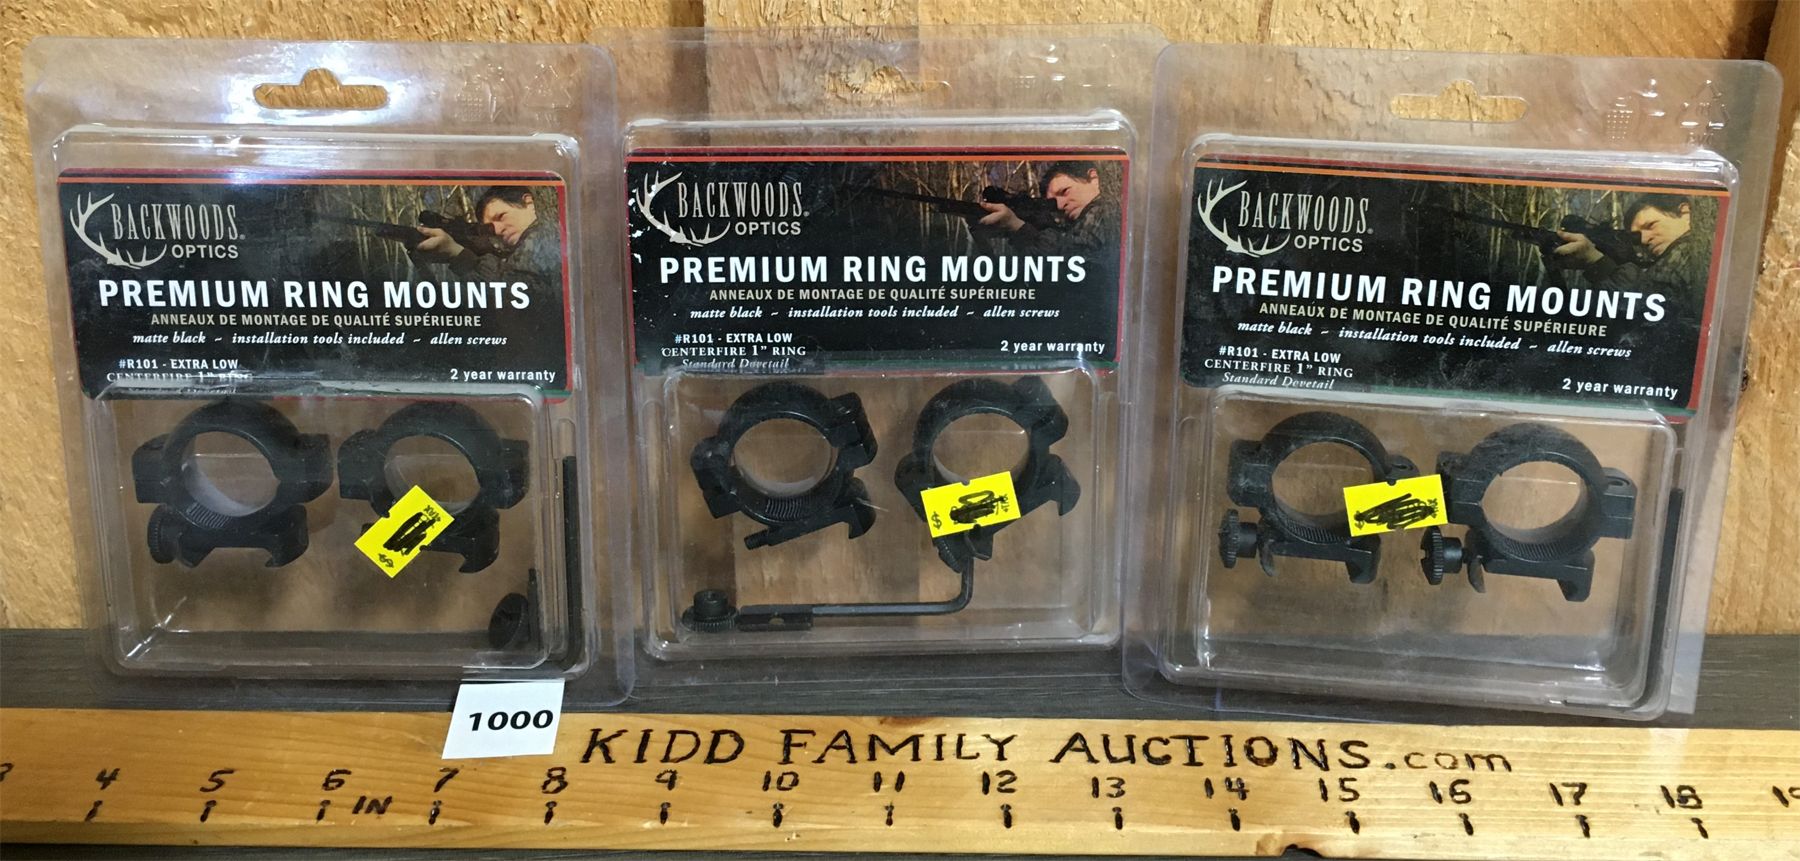 BACKWOODS®
OPTICS
PREMIUM RING MOUNTS
ANNEAUX DE MONTAGE DE QUALITÉ SUPÉRIEURE
matte black ~ installation tools included ~ allen screws
#R101 - EXTRA LOW
CENTERFIRE 1" RING
2 year warranty
BACKWOODS®
OPTICS
PREMIUM RING MOUNTS
ANNEAUX DE MONTAGE DE QUALITÉ SUPÉRIEURE
matte black ~ installation tools included ~ allen screws
#R101 - EXTRA LOW
CENTERFIRE 1" RING
Standard Dovetail
2 year warranty
$
+TAX
BACKWOODS®
OPTICS
PREMIUM RING MOUNTS
ANNEAUX DE MONTAGE DE QUALITÉ SUPÉRIEURE
matte black ~ installation tools included ~ allen screws
#R101 - EXTRA LOW
CENTERFIRE 1" RING
Standard Dovetail
2 year warranty
1000
KIDD FAMILY AUCTIONS.com
4 5 6 7 8 9 10 11 12 13 14 15 16 17 18
IN